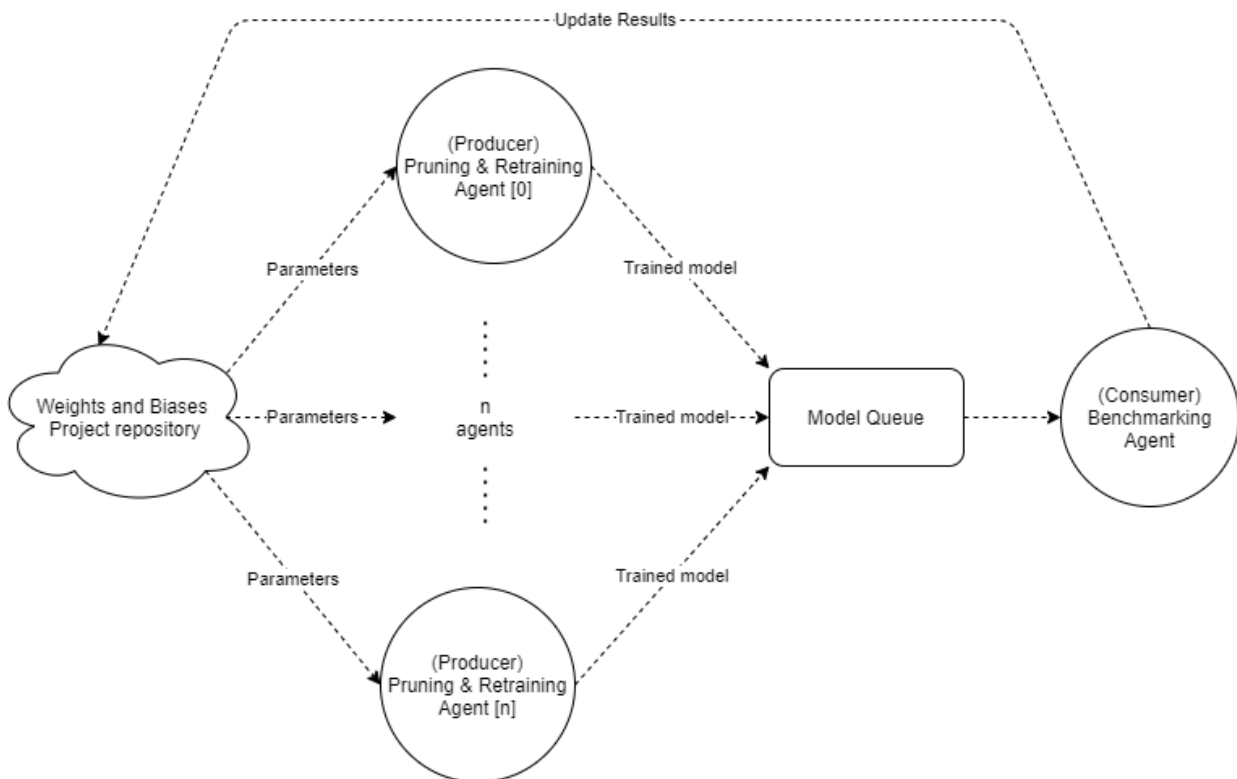 Update Results
(Producer)
Pruning & Retraining
Agent [0]
Parameters
Trained model
Weights and Biases
Project repository
Parameters
n
agents
Trained model
Model Queue
(Consumer)
Benchmarking
Agent
Parameters
Trained model
(Producer)
Pruning & Retraining
Agent [n]